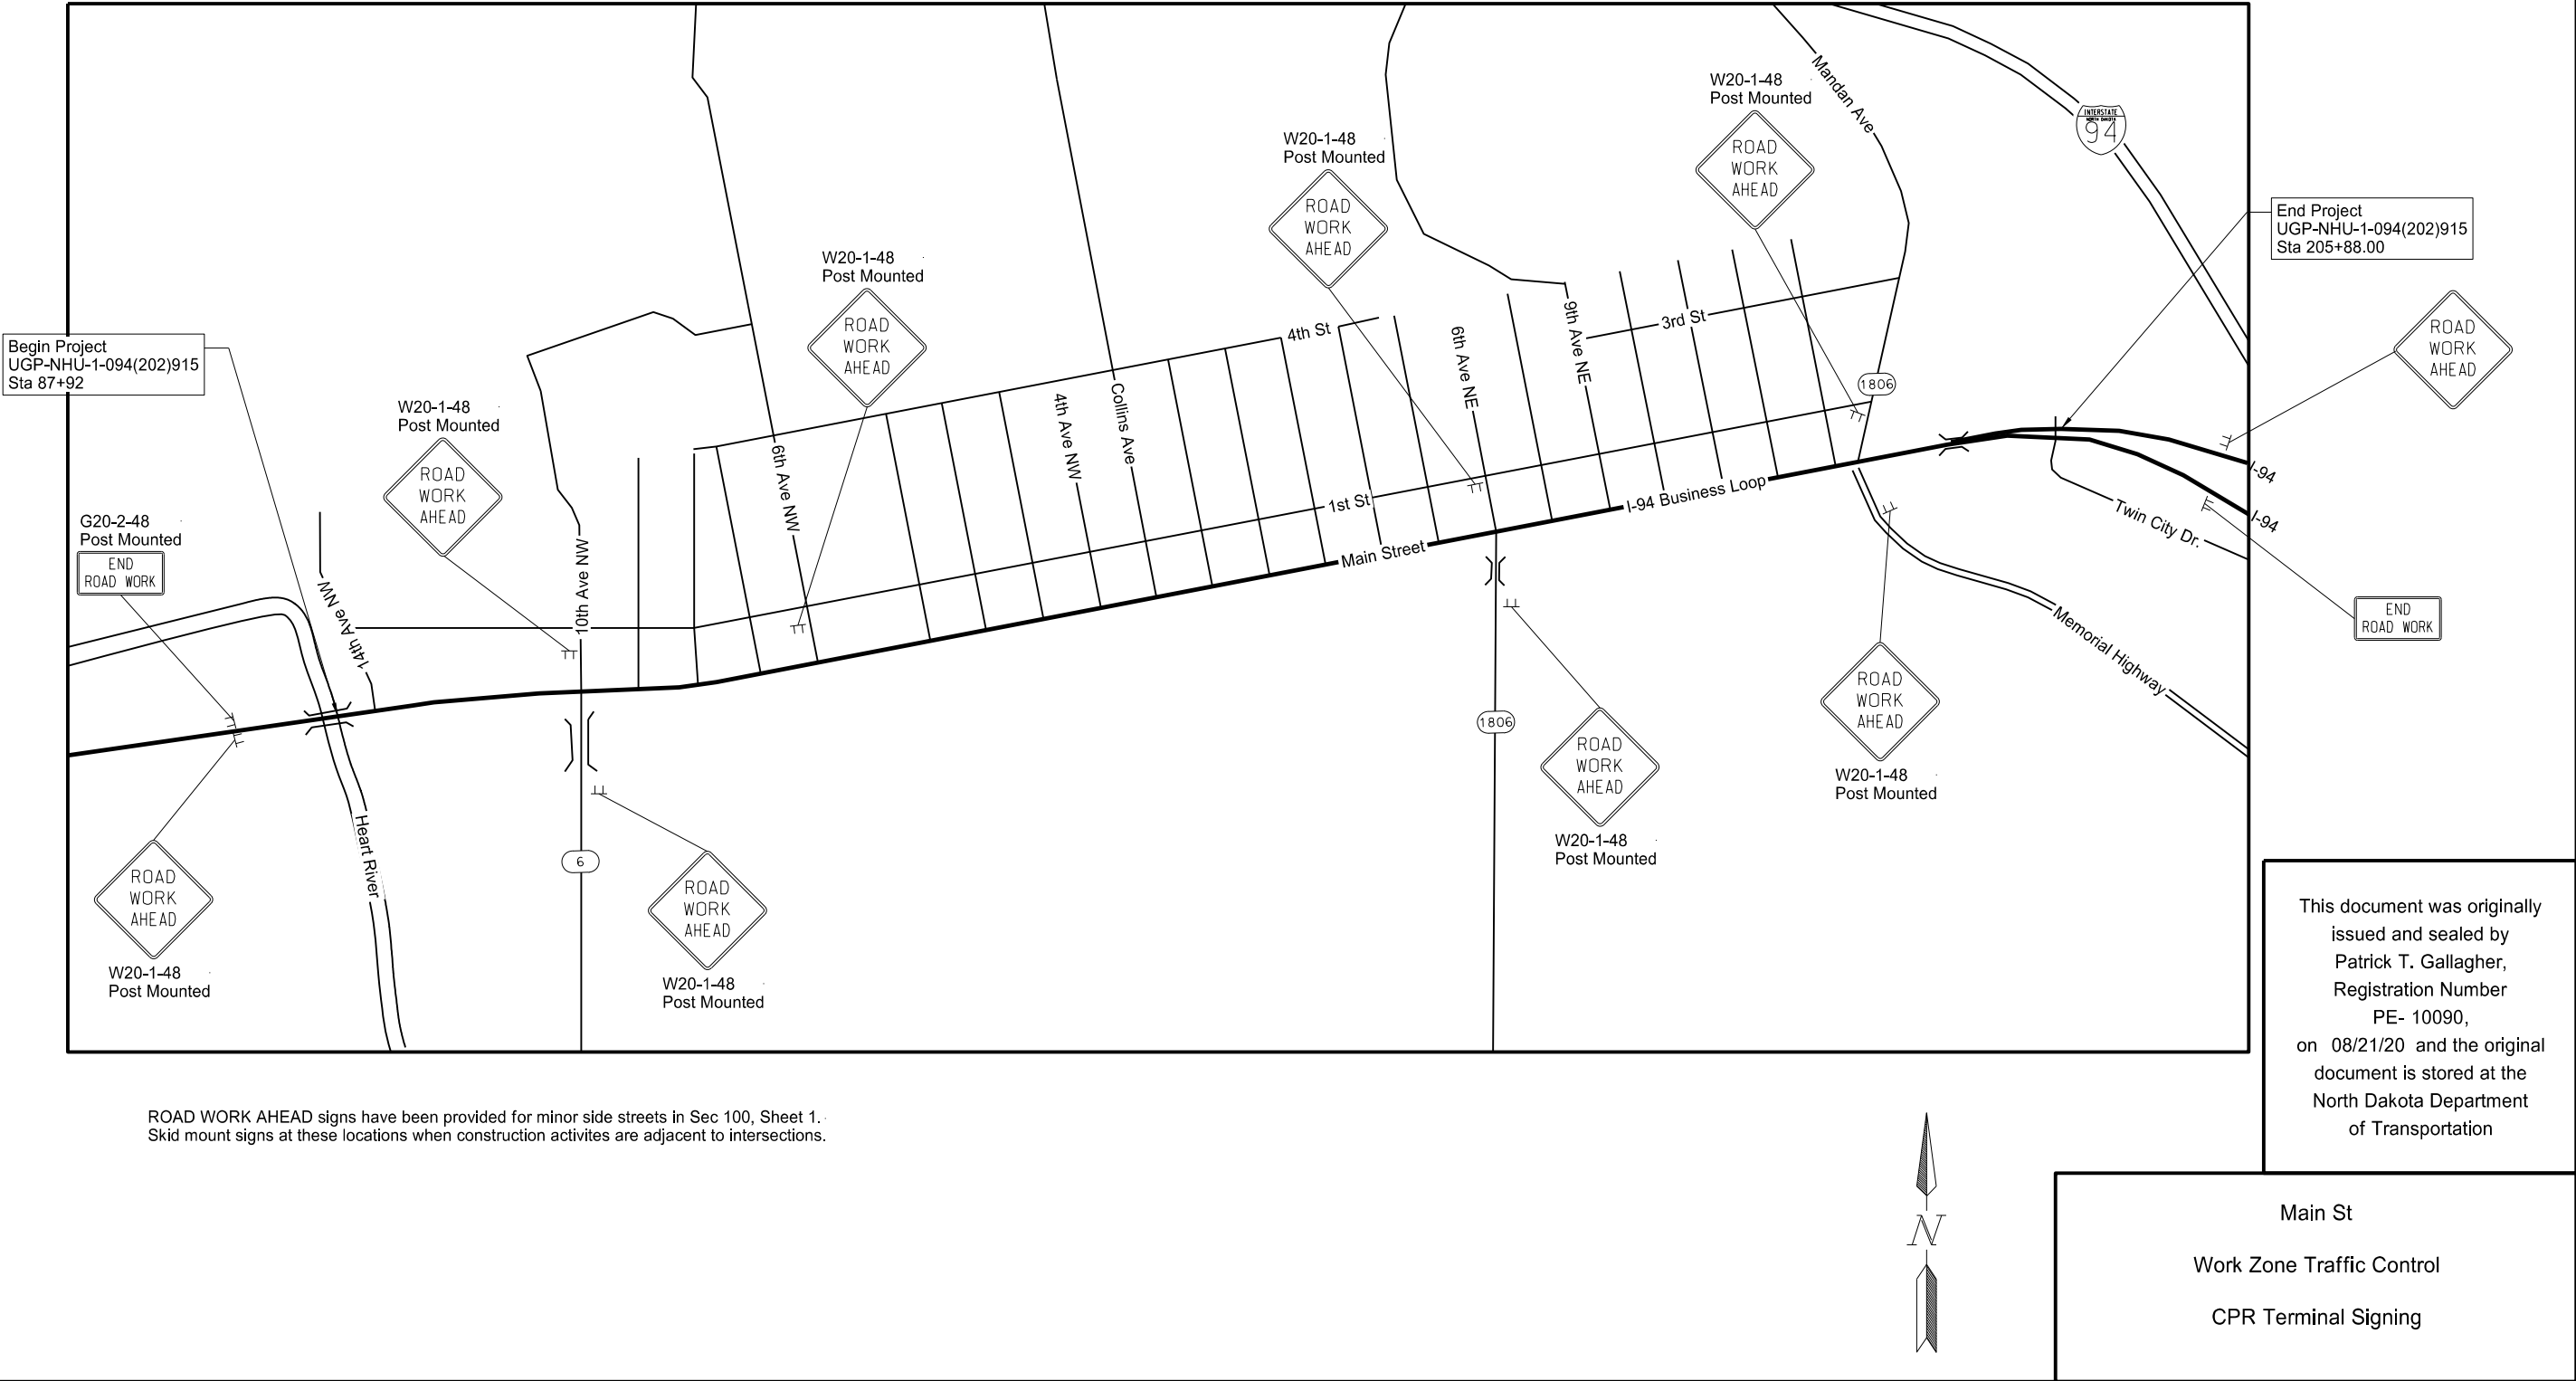 W20-1-48
Post Mounted
ROAD
WORK
AHEAD
Mandan Ave
INTERSTATE
NORTH DAKOTA
94
W20-1-48
Post Mounted
ROAD
WORK
AHEAD
End Project
UGP-NHU-1-094(202)915
Sta 205+88.00
W20-1-48
Post Mounted
ROAD
WORK
AHEAD
ROAD
WORK
AHEAD
Begin Project
UGP-NHU-1-094(202)915
Sta 87+92
W20-1-48
Post Mounted
ROAD
WORK
AHEAD
4th St
3rd St
6th Ave NE
9th Ave NE
1806
Collins Ave
4th Ave NW
6th Ave NW
1st St
I-94 Business Loop
Main Street
I-94
I-94
Twin City Dr.
G20-2-48
Post Mounted
END
ROAD WORK
14th Ave NW
10th Ave NW
END
ROAD WORK
Memorial Highway
ROAD
WORK
AHEAD
W20-1-48
Post Mounted
1806
ROAD
WORK
AHEAD
W20-1-48
Post Mounted
Heart River
6
ROAD
WORK
AHEAD
W20-1-48
Post Mounted
ROAD
WORK
AHEAD
W20-1-48
Post Mounted
This document was originally
issued and sealed by
Patrick T. Gallagher,
Registration Number
PE- 10090,
on 08/21/20 and the original
document is stored at the
North Dakota Department
of Transportation
ROAD WORK AHEAD signs have been provided for minor side streets in Sec 100, Sheet 1.
Skid mount signs at these locations when construction activites are adjacent to intersections.
N
Main St
Work Zone Traffic Control
CPR Terminal Signing